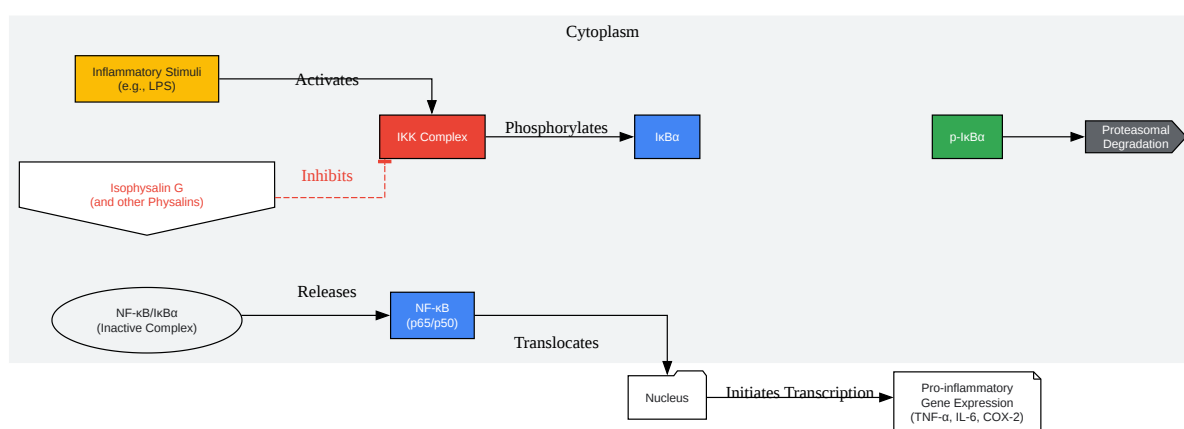 Cytoplasm
Inflammatory Stimuli
(e.g., LPS)
Activates
IKK Complex
Phosphorylates
IκBα
p-IκBα
Proteasomal
Degradation
Inhibits
Isophysalin G
(and other Physalins)
NF-κB/IκBα
(Inactive Complex)
Releases
NF-κB
(p65/p50)
Translocates
Nucleus
Initiates Transcription
Pro-inflammatory
Gene Expression
(TNF-α, IL-6, COX-2)